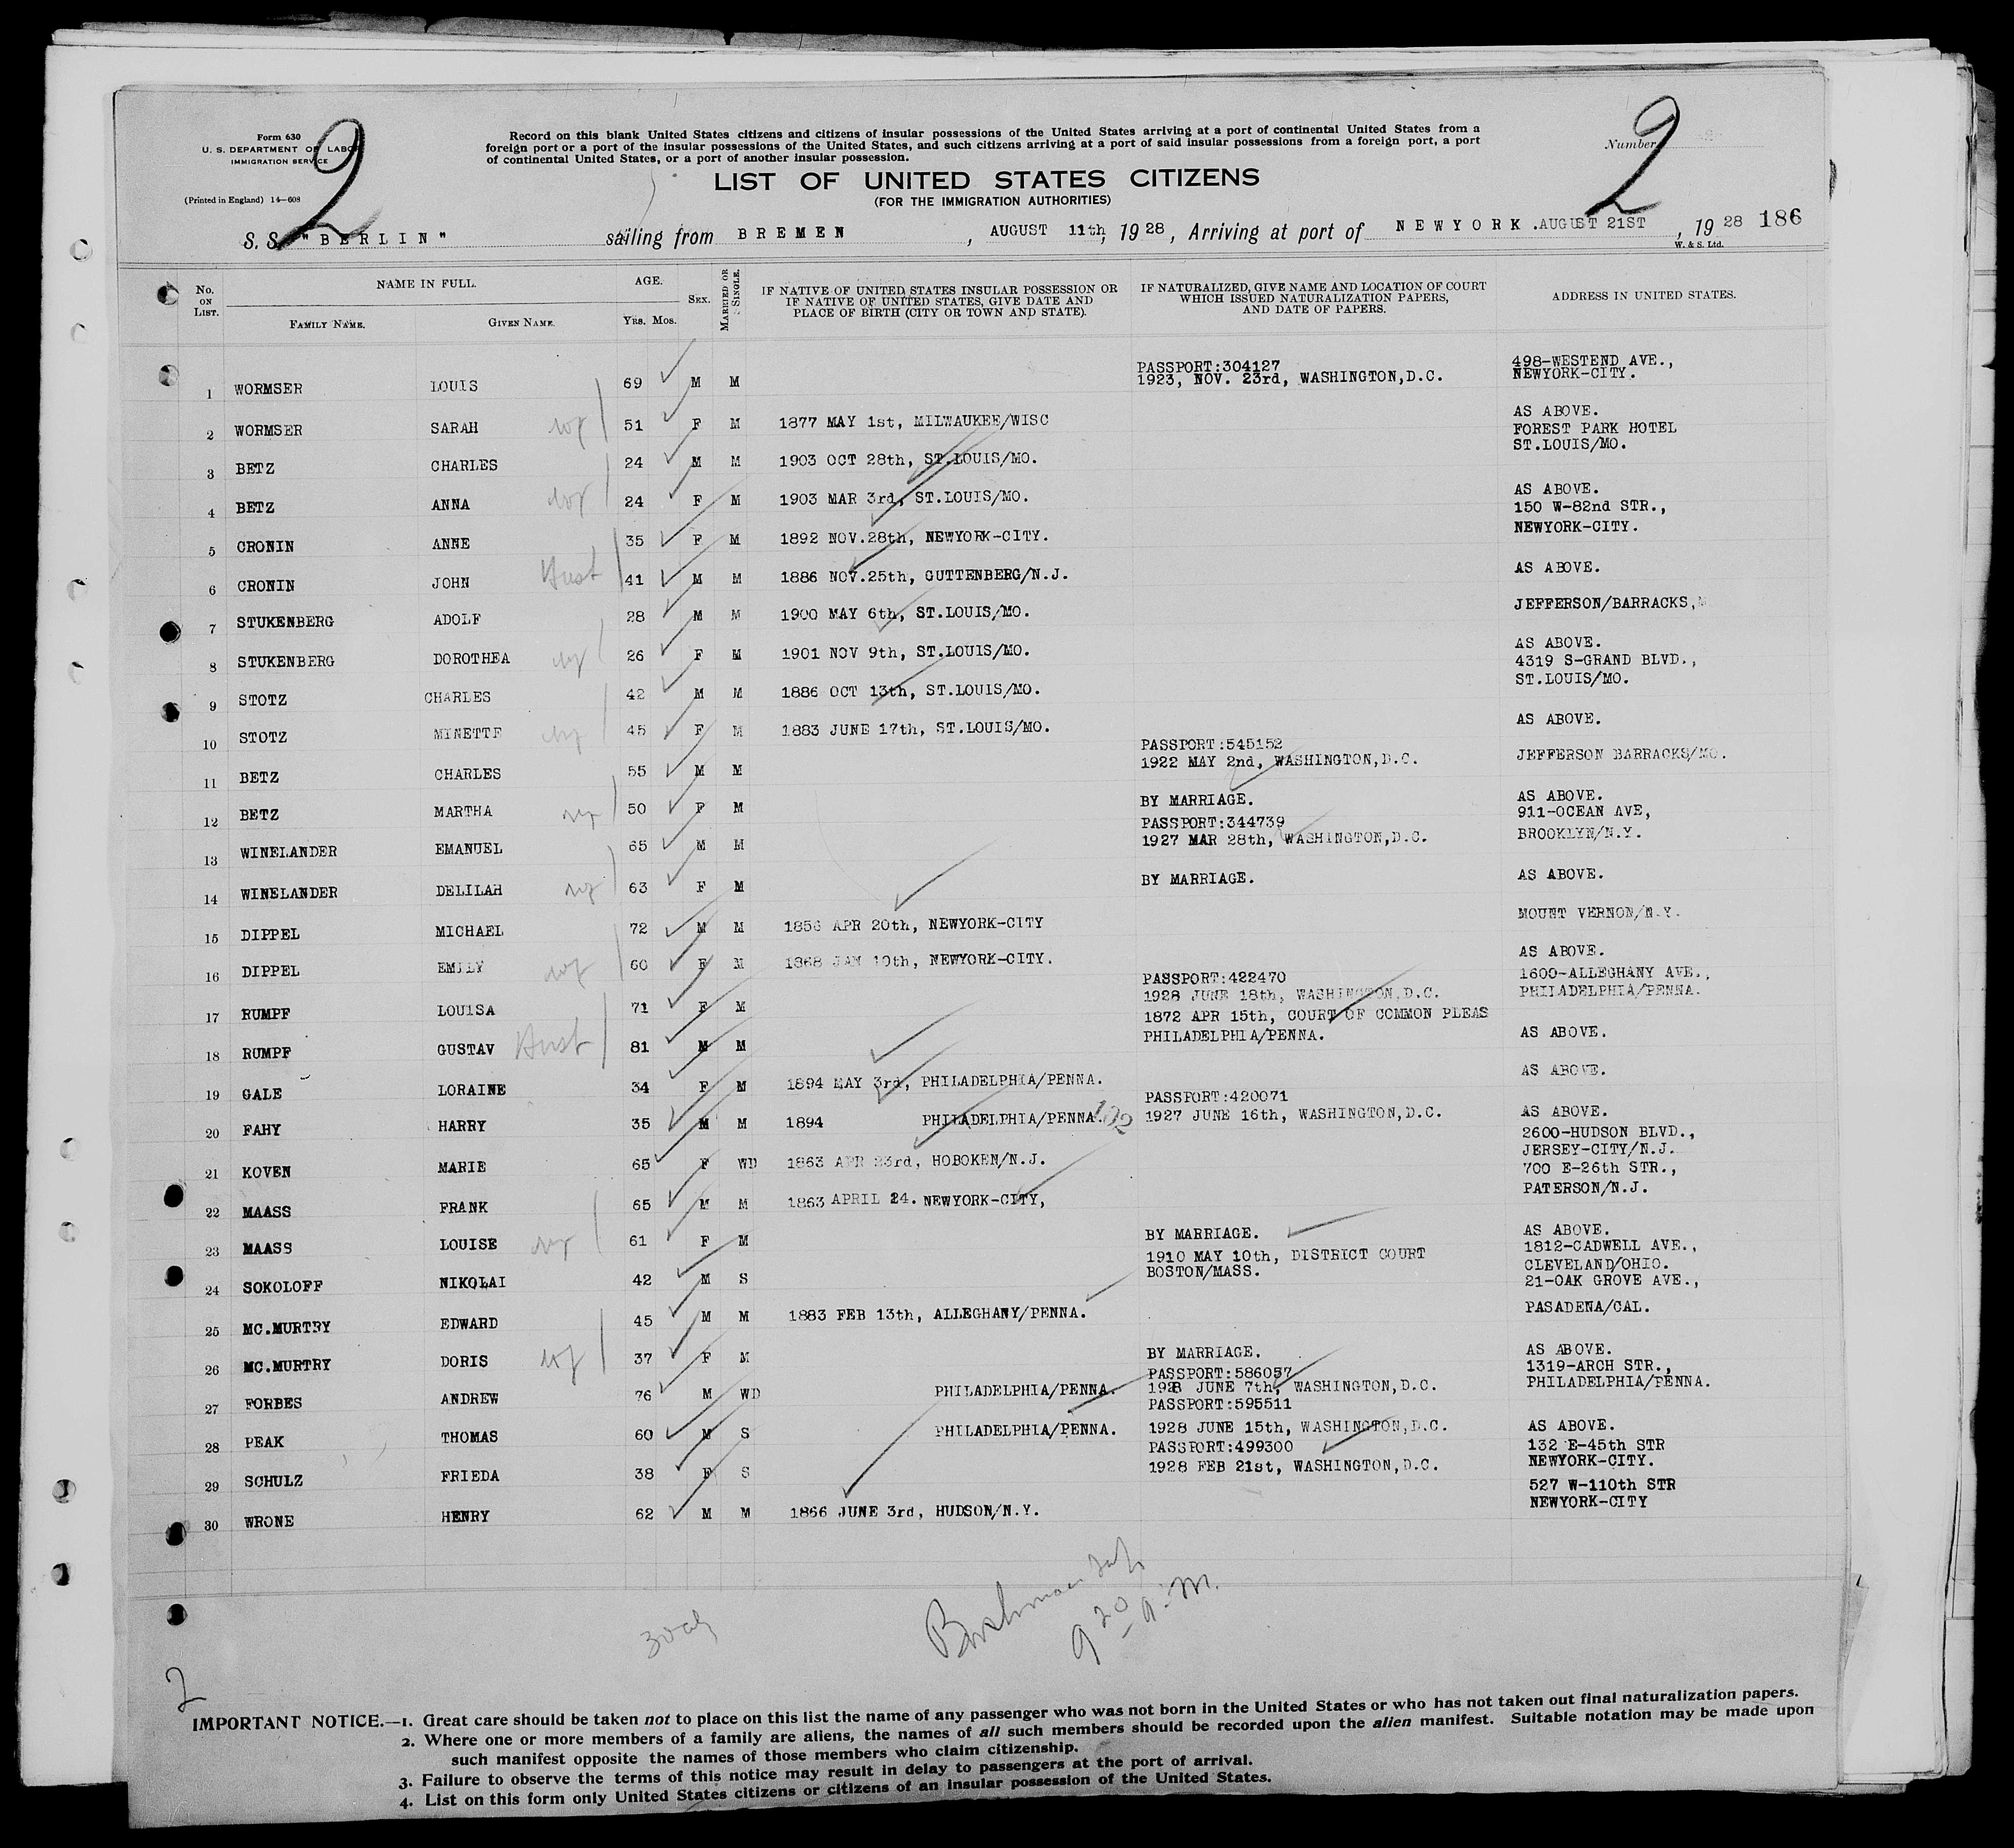 Form 630
U. S. DEPARTMENT OF LABOR
IMMIGRATION SERVICE
(Printed in England) 14—608
2
Record on this blank United States citizens and citizens of insular possessions of the United States arriving at a port of continental United States from a
foreign port or a port of the insular possessions of the United States, and such citizens arriving at a port of said insular possessions from a foreign port, a port
of continental United States, or a port of another insular possession.
Number
2
LIST OF UNITED STATES CITIZENS
(FOR THE IMMIGRATION AUTHORITIES)
S. S. "BERLIN" sailing from BREMEN, AUGUST 11th, 1928, Arriving at port of NEWYORK. AUGUST 21ST, 1928 186
W. & S. Ltd.
No. ON LIST. NAME IN FULL. FAMILY NAME. GIVEN NAME. AGE. YRS. MOS. SEX. MARRIED OR SINGLE. IF NATIVE OF UNITED STATES INSULAR POSSESSION OR IF NATIVE OF UNITED STATES, GIVE DATE AND PLACE OF BIRTH (CITY OR TOWN AND STATE). IF NATURALIZED, GIVE NAME AND LOCATION OF COURT WHICH ISSUED NATURALIZATION PAPERS, AND DATE OF PAPERS. ADDRESS IN UNITED STATES.
1 WORMSER LOUIS 69 M M PASSPORT:304127 1923, NOV. 23rd, WASHINGTON,D.C. 498-WESTEND AVE., NEWYORK-CITY.
2 WORMSER SARAH wf 51 F M 1877 MAY 1st, MILWAUKEE/WISC AS ABOVE.
3 BETZ CHARLES 24 M M 1903 OCT 28th, ST.LOUIS/MO. FOREST PARK HOTEL ST.LOUIS/MO.
4 BETZ ANNA wf 24 F M 1903 MAR 3rd, ST.LOUIS/MO. AS ABOVE.
5 CRONIN ANNE 35 F M 1892 NOV.28th, NEWYORK-CITY. 150 W-82nd STR., NEWYORK-CITY.
6 CRONIN JOHN Hust 41 M M 1886 NOV.25th, GUTTENBERG/N.J. AS ABOVE.
7 STUKENBERG ADOLF 28 M M 1900 MAY 6th, ST.LOUIS/MO. JEFFERSON/BARRACKS,
8 STUKENBERG DOROTHEA wf 26 F M 1901 NOV 9th, ST.LOUIS/MO. AS ABOVE.
9 STOTZ CHARLES 42 M M 1886 OCT 13th, ST.LOUIS/MO. 4319 S-GRAND BLVD., ST.LOUIS/MO.
10 STOTZ MINETTE wf 45 F M 1883 JUNE 17th, ST.LOUIS/MO. AS ABOVE.
11 BETZ CHARLES 55 M M PASSPORT:545152 1922 MAY 2nd, WASHINGTON,D.C. JEFFERSON BARRACKS/MO.
12 BETZ MARTHA wf 50 F M BY MARRIAGE. AS ABOVE.
13 WINELANDER EMANUEL 65 M M PASSPORT:344739 1927 MAR 28th, WASHINGTON,D.C. 911-OCEAN AVE, BROOKLYN/N.Y.
14 WINELANDER DELILAH wf 63 F M BY MARRIAGE. AS ABOVE.
15 DIPPEL MICHAEL 72 M M 1856 APR 20th, NEWYORK-CITY MOUNT VERNON/N.Y.
16 DIPPEL EMILY wf 60 F M 1868 JAN 10th, NEWYORK-CITY. AS ABOVE.
17 RUMPF LOUISA 71 F M PASSPORT:422470 1928 JUNE 18th, WASHINGTON,D.C. 1600-ALLEGHANY AVE., PHILADELPHIA/PENNA.
18 RUMPF GUSTAV Hust 81 M M 1872 APR 15th, COURT OF COMMON PLEAS PHILADELPHIA/PENNA. AS ABOVE.
19 GALE LORAINE 34 F M 1894 MAY 3rd, PHILADELPHIA/PENNA. AS ABOVE.
20 FAHY HARRY 35 M M 1894 PHILADELPHIA/PENNA. 192 PASSPORT:420071 1927 JUNE 16th, WASHINGTON,D.C. AS ABOVE.
21 KOVEN MARIE 65 F WD 1863 APR 23rd, HOBOKEN/N.J. 2600-HUDSON BLVD., JERSEY-CITY/N.J.
22 MAASS FRANK 65 M M 1863 APRIL 24. NEWYORK-CITY, 700 E-26th STR., PATERSON/N.J.
23 MAASS LOUISE wf 61 F M BY MARRIAGE. AS ABOVE.
24 SOKOLOFF NIKOLAI 42 M S 1910 MAY 10th, DISTRICT COURT BOSTON/MASS. 1812-CADWELL AVE., CLEVELAND/OHIO.
25 MC.MURTRY EDWARD 45 M M 1883 FEB 13th, ALLEGHANY/PENNA. 21-OAK GROVE AVE., PASADENA/CAL.
26 MC.MURTRY DORIS wf 37 F M BY MARRIAGE. AS ABOVE.
27 FORBES ANDREW 76 M WD PHILADELPHIA/PENNA. PASSPORT:586057 1928 JUNE 7th, WASHINGTON,D.C. 1319-ARCH STR., PHILADELPHIA/PENNA.
28 PEAK THOMAS 60 M S PHILADELPHIA/PENNA. PASSPORT:595511 1928 JUNE 15th, WASHINGTON,D.C. AS ABOVE.
29 SCHULZ FRIEDA 38 F S PASSPORT:499300 1928 FEB 21st, WASHINGTON,D.C. 132 E-45th STR NEWYORK-CITY.
30 WRONE HENRY 62 M M 1866 JUNE 3rd, HUDSON/N.Y. 527 W-110th STR NEWYORK-CITY
9 20 a.m.
2
IMPORTANT NOTICE.—1. Great care should be taken not to place on this list the name of any passenger who was not born in the United States or who has not taken out final naturalization papers.
2. Where one or more members of a family are aliens, the names of all such members should be recorded upon the alien manifest. Suitable notation may be made upon
such manifest opposite the names of those members who claim citizenship.
3. Failure to observe the terms of this notice may result in delay to passengers at the port of arrival.
4. List on this form only United States citizens or citizens of an insular possession of the United States.